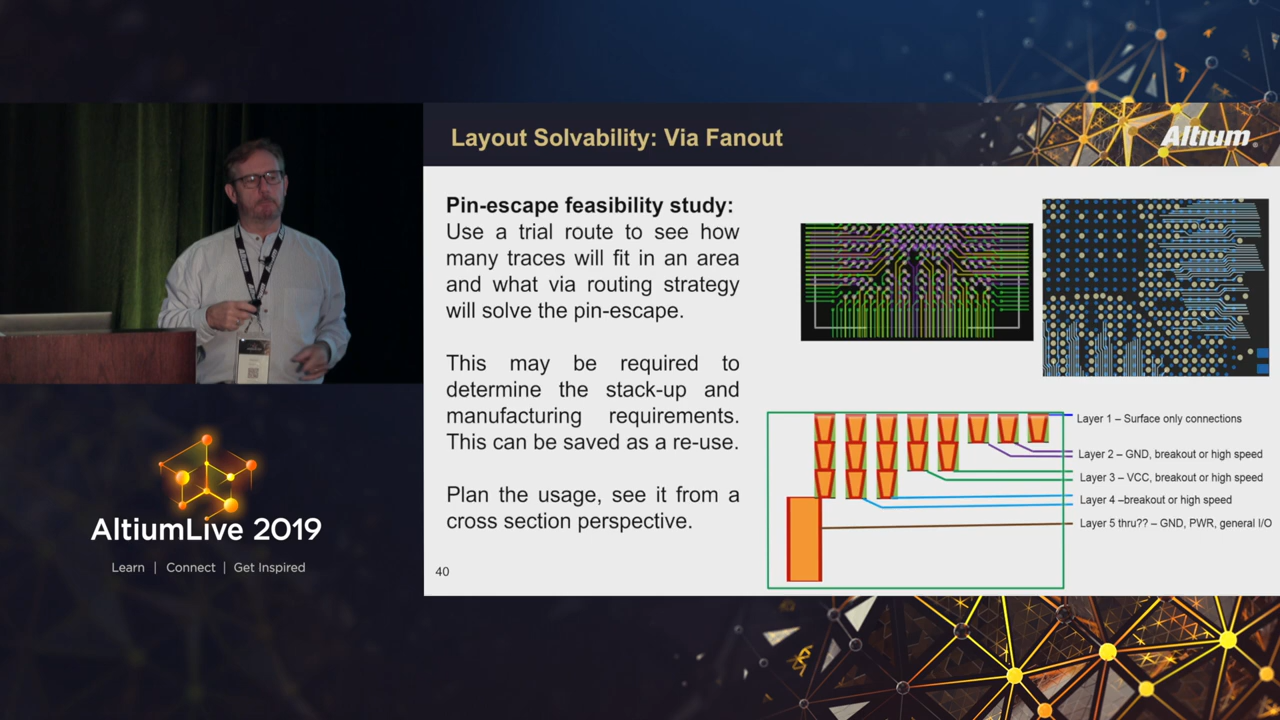 Layout Solvability: Via Fanout
Altium
Pin-escape feasibility study:
Use a trial route to see how
many traces will fit in an area
and what via routing strategy
will solve the pin-escape.
This may be required to
determine the stack-up and
manufacturing requirements.
This can be saved as a re-use.
Plan the usage, see it from a
cross section perspective.
40
Layer 1 – Surface only connections
Layer 2 – GND, breakout or high speed
Layer 3 – VCC, breakout or high speed
Layer 4 –breakout or high speed
Layer 5 thru?? – GND, PWR, general I/O
AltiumLive 2019
Learn | Connect | Get Inspired